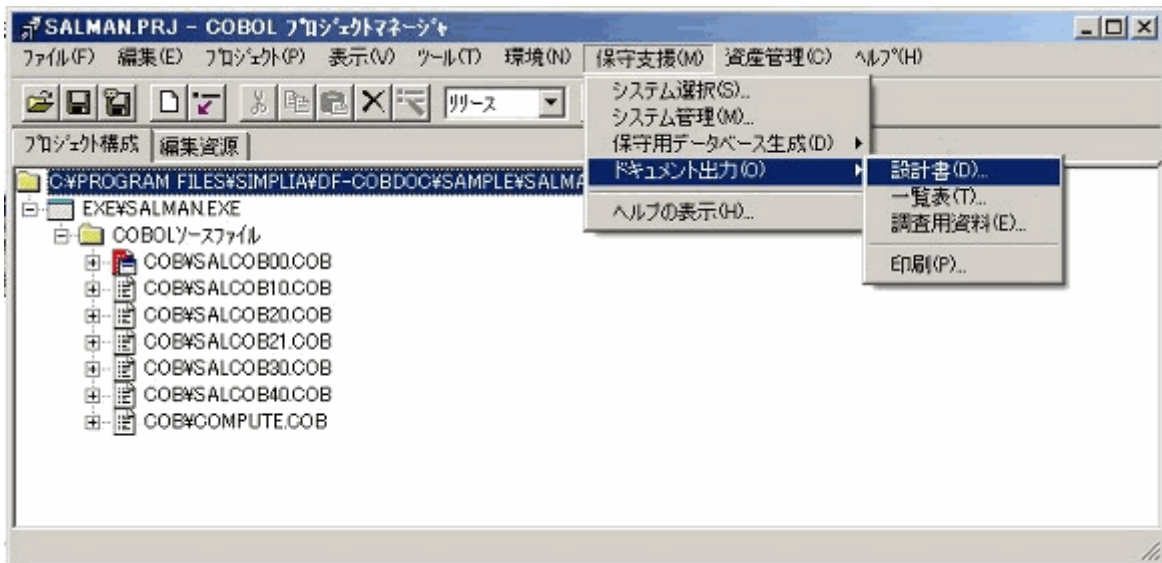 SALMAN.PRJ - COBOL ﾌﾟﾛｼﾞｪｸﾄﾏﾈｰｼﾞｬ
ファイル(F) 編集(E) ﾌﾟﾛｼﾞｪｸﾄ(P) 表示(V) ツール(T) 環境(N) 保守支援(M) 資産管理(C) ﾍﾙﾌﾟ(H)
ﾘﾘｰｽ
ﾌﾟﾛｼﾞｪｸﾄ構成 編集資源
C:¥PROGRAM FILES¥SIMPLIA¥DF-COBDOC¥SAMPLE¥SALMA
EXE¥SALMAN.EXE
COBOLｿｰｽﾌｧｲﾙ
COB¥SALCOB00.COB
COB¥SALCOB10.COB
COB¥SALCOB20.COB
COB¥SALCOB21.COB
COB¥SALCOB30.COB
COB¥SALCOB40.COB
COB¥COMPUTE.COB
システム選択(S)...
システム管理(M)...
保守用データベース生成(D)
ドキュメント出力(O)
ヘルプの表示(H)...
設計書(D)...
一覧表(T)...
調査用資料(E)...
印刷(P)...